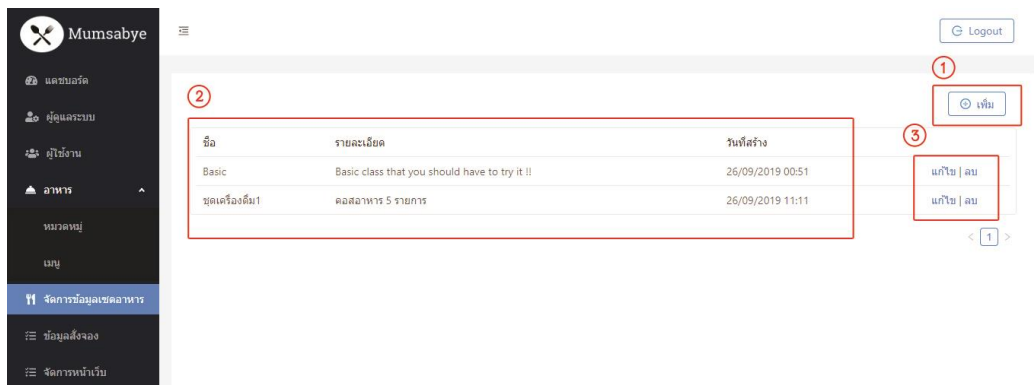 Mumsabye
Logout
แดชบอร์ด
ผู้ดูแลระบบ
ผู้ใช้งาน
อาหาร
หมวดหมู่
เมนู
จัดการข้อมูลเซตอาหาร
ข้อมูลสั่งจอง
จัดการหน้าเว็บ
1
เพิ่ม
2
3
ชื่อ รายละเอียด วันที่สร้าง
Basic Basic class that you should have to try it !! 26/09/2019 00:51 แก้ไข | ลบ
ชุดเครื่องดื่ม1 คอสอาหาร 5 รายการ 26/09/2019 11:11 แก้ไข | ลบ
< 1 >